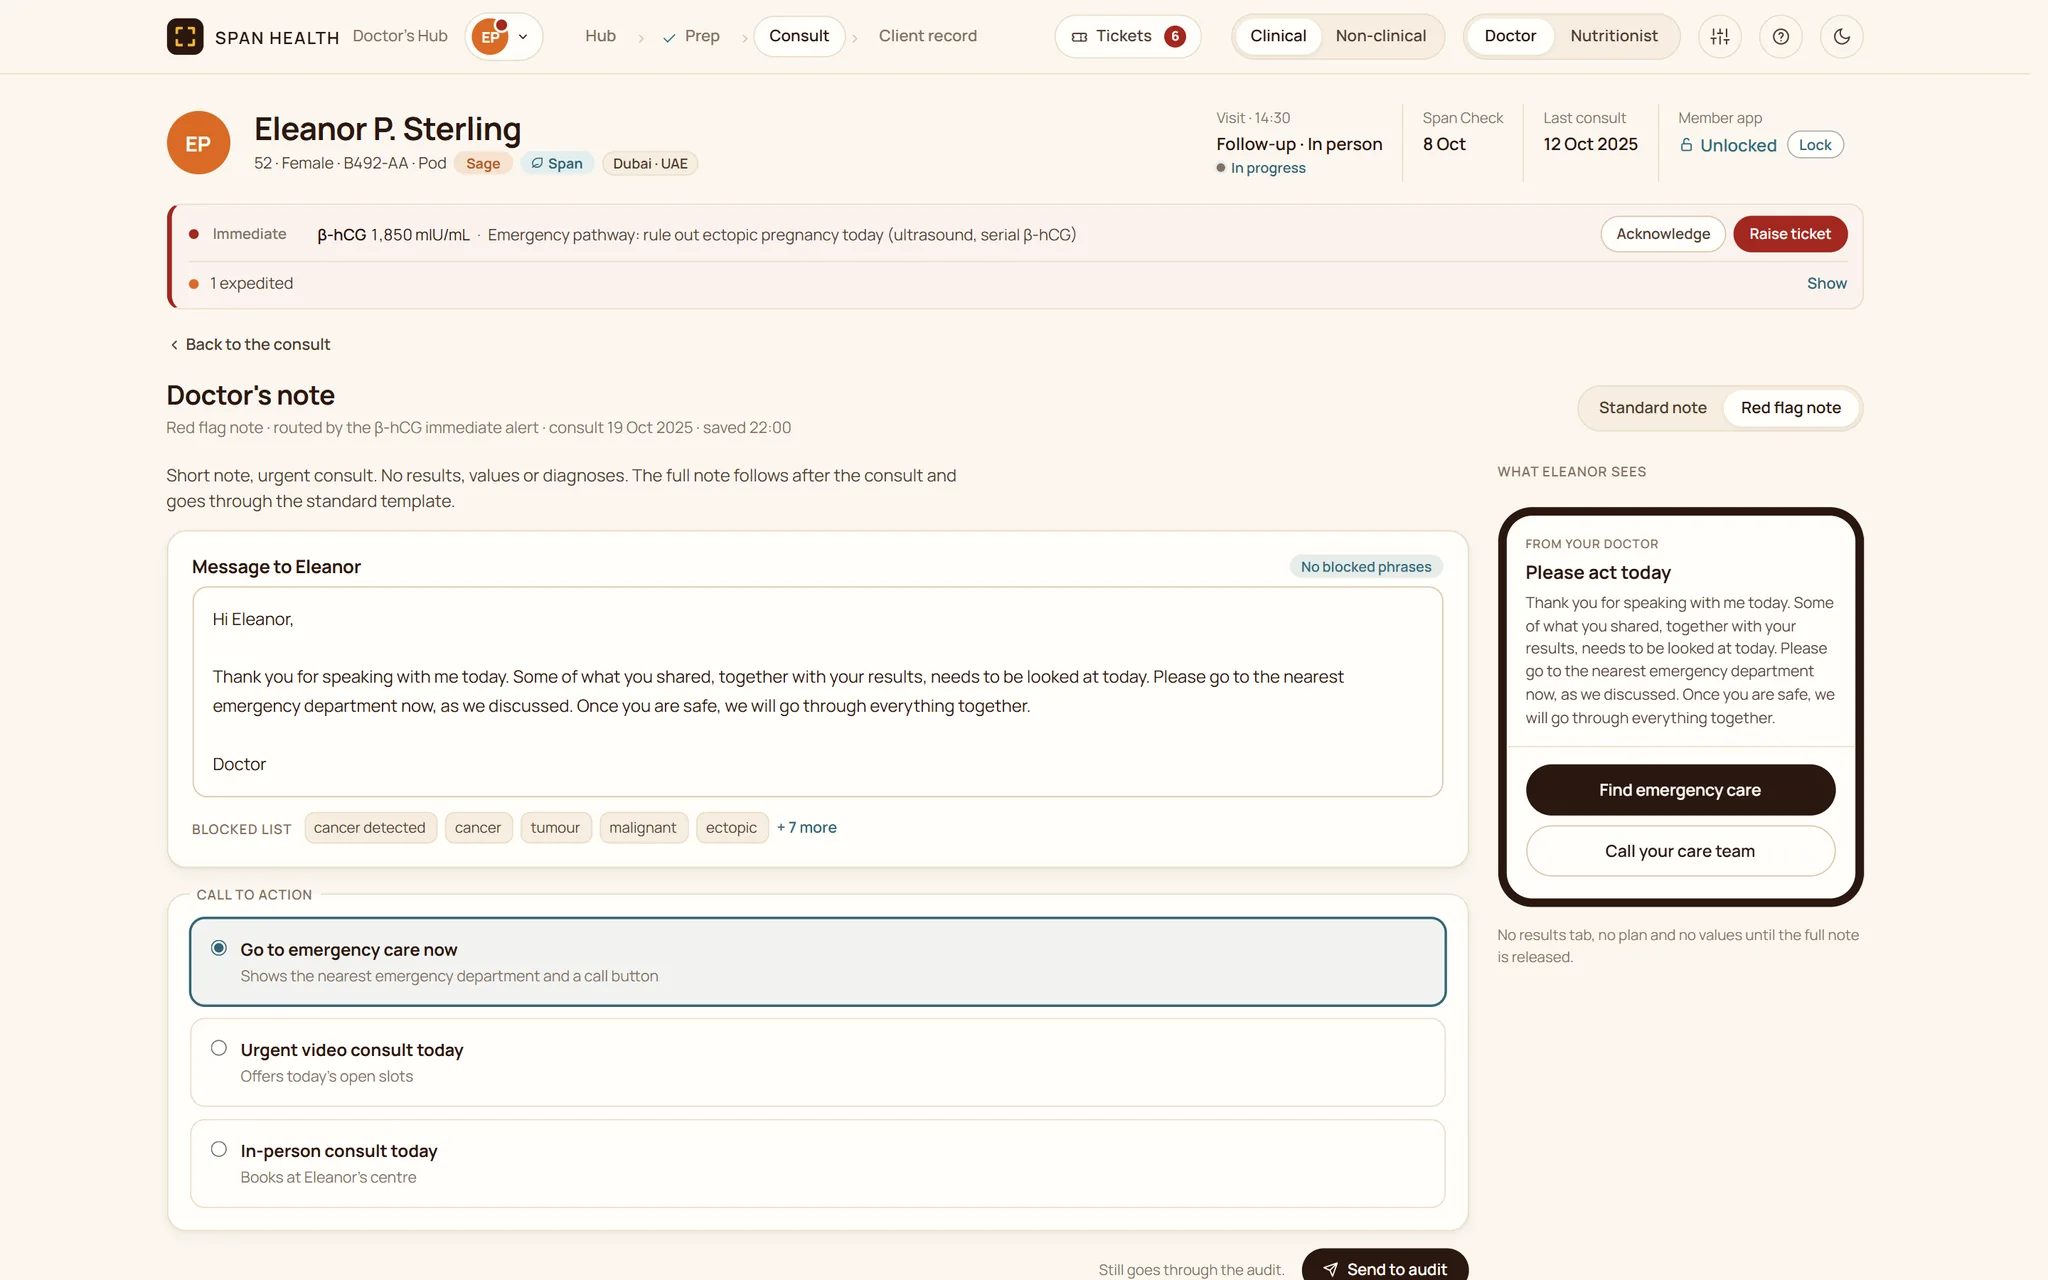 SPAN HEALTH Doctor's Hub EP Hub Prep Consult Client record Tickets 6 Clinical Non-clinical Doctor Nutritionist
EP
Eleanor P. Sterling
52 · Female · B492-AA · Pod Sage Span Dubai · UAE
Visit · 14:30
Follow-up · In person
In progress
Span Check
8 Oct
Last consult
12 Oct 2025
Member app
Unlocked Lock
Immediate β-hCG 1,850 mIU/mL · Emergency pathway: rule out ectopic pregnancy today (ultrasound, serial β-hCG) Acknowledge Raise ticket
1 expedited Show
Back to the consult
Doctor's note
Red flag note · routed by the β-hCG immediate alert · consult 19 Oct 2025 · saved 22:00
Standard note Red flag note
Short note, urgent consult. No results, values or diagnoses. The full note follows after the consult and
goes through the standard template.
Message to Eleanor No blocked phrases
Hi Eleanor,
Thank you for speaking with me today. Some of what you shared, together with your results, needs to be looked at today. Please go to the nearest
emergency department now, as we discussed. Once you are safe, we will go through everything together.
Doctor
BLOCKED LIST cancer detected cancer tumour malignant ectopic + 7 more
CALL TO ACTION
Go to emergency care now
Shows the nearest emergency department and a call button
Urgent video consult today
Offers today's open slots
In-person consult today
Books at Eleanor's centre
Still goes through the audit. Send to audit
WHAT ELEANOR SEES
FROM YOUR DOCTOR
Please act today
Thank you for speaking with me today. Some
of what you shared, together with your
results, needs to be looked at today. Please
go to the nearest emergency department
now, as we discussed. Once you are safe, we
will go through everything together.
Find emergency care
Call your care team
No results tab, no plan and no values until the full note
is released.